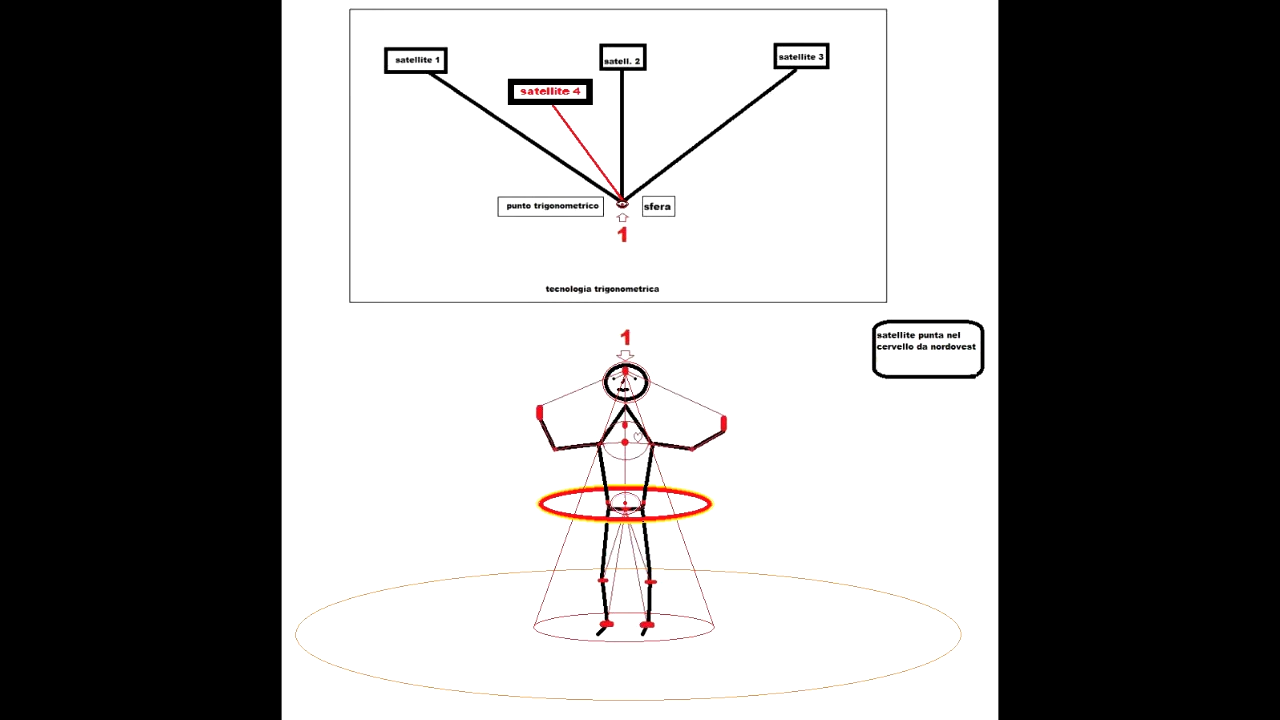 satellite 1
satell. 2
satellite 3
satellite 4
punto trigonometrico
sfera
1
tecnologia trigonometrica
1
satellite punta nel
cervello da nordovest